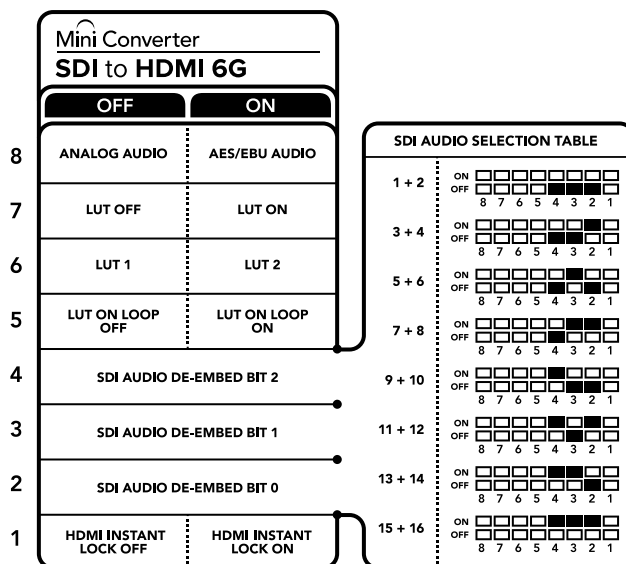 Mini Converter
SDI to HDMI 6G
OFF ON
8 ANALOG AUDIO AES/EBU AUDIO
7 LUT OFF LUT ON
6 LUT 1 LUT 2
5 LUT ON LOOP OFF LUT ON LOOP ON
4 SDI AUDIO DE-EMBED BIT 2
3 SDI AUDIO DE-EMBED BIT 1
2 SDI AUDIO DE-EMBED BIT 0
1 HDMI INSTANT LOCK OFF HDMI INSTANT LOCK ON
SDI AUDIO SELECTION TABLE
1 + 2 ON
OFF
8 7 6 5 4 3 2 1
3 + 4 ON
OFF
8 7 6 5 4 3 2 1
5 + 6 ON
OFF
8 7 6 5 4 3 2 1
7 + 8 ON
OFF
8 7 6 5 4 3 2 1
9 + 10 ON
OFF
8 7 6 5 4 3 2 1
11 + 12 ON
OFF
8 7 6 5 4 3 2 1
13 + 14 ON
OFF
8 7 6 5 4 3 2 1
15 + 16 ON
OFF
8 7 6 5 4 3 2 1